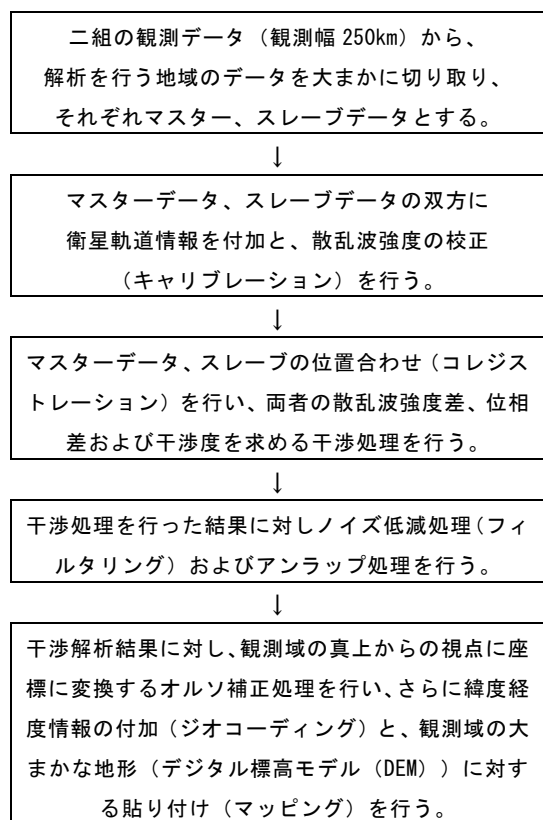 二組の観測データ（観測幅 250km）から、
解析を行う地域のデータを大まかに切り取り、
それぞれマスター、スレーブデータとする。
↓
マスターデータ、スレーブデータの双方に
衛星軌道情報を付加と、散乱波強度の校正
（キャリブレーション）を行う。
↓
マスターデータ、スレーブの位置合わせ（コレジス
トレーション）を行い、両者の散乱波強度差、位相
差および干渉度を求める干渉処理を行う。
↓
干渉処理を行った結果に対しノイズ低減処理（フィ
ルタリング）およびアンラップ処理を行う。
↓
干渉解析結果に対し、観測域の真上からの視点に座
標に変換するオルソ補正処理を行い、さらに緯度経
度情報の付加（ジオコーディング）と、観測域の大
まかな地形（デジタル標高モデル（DEM））に対す
る貼り付け（マッピング）を行う。